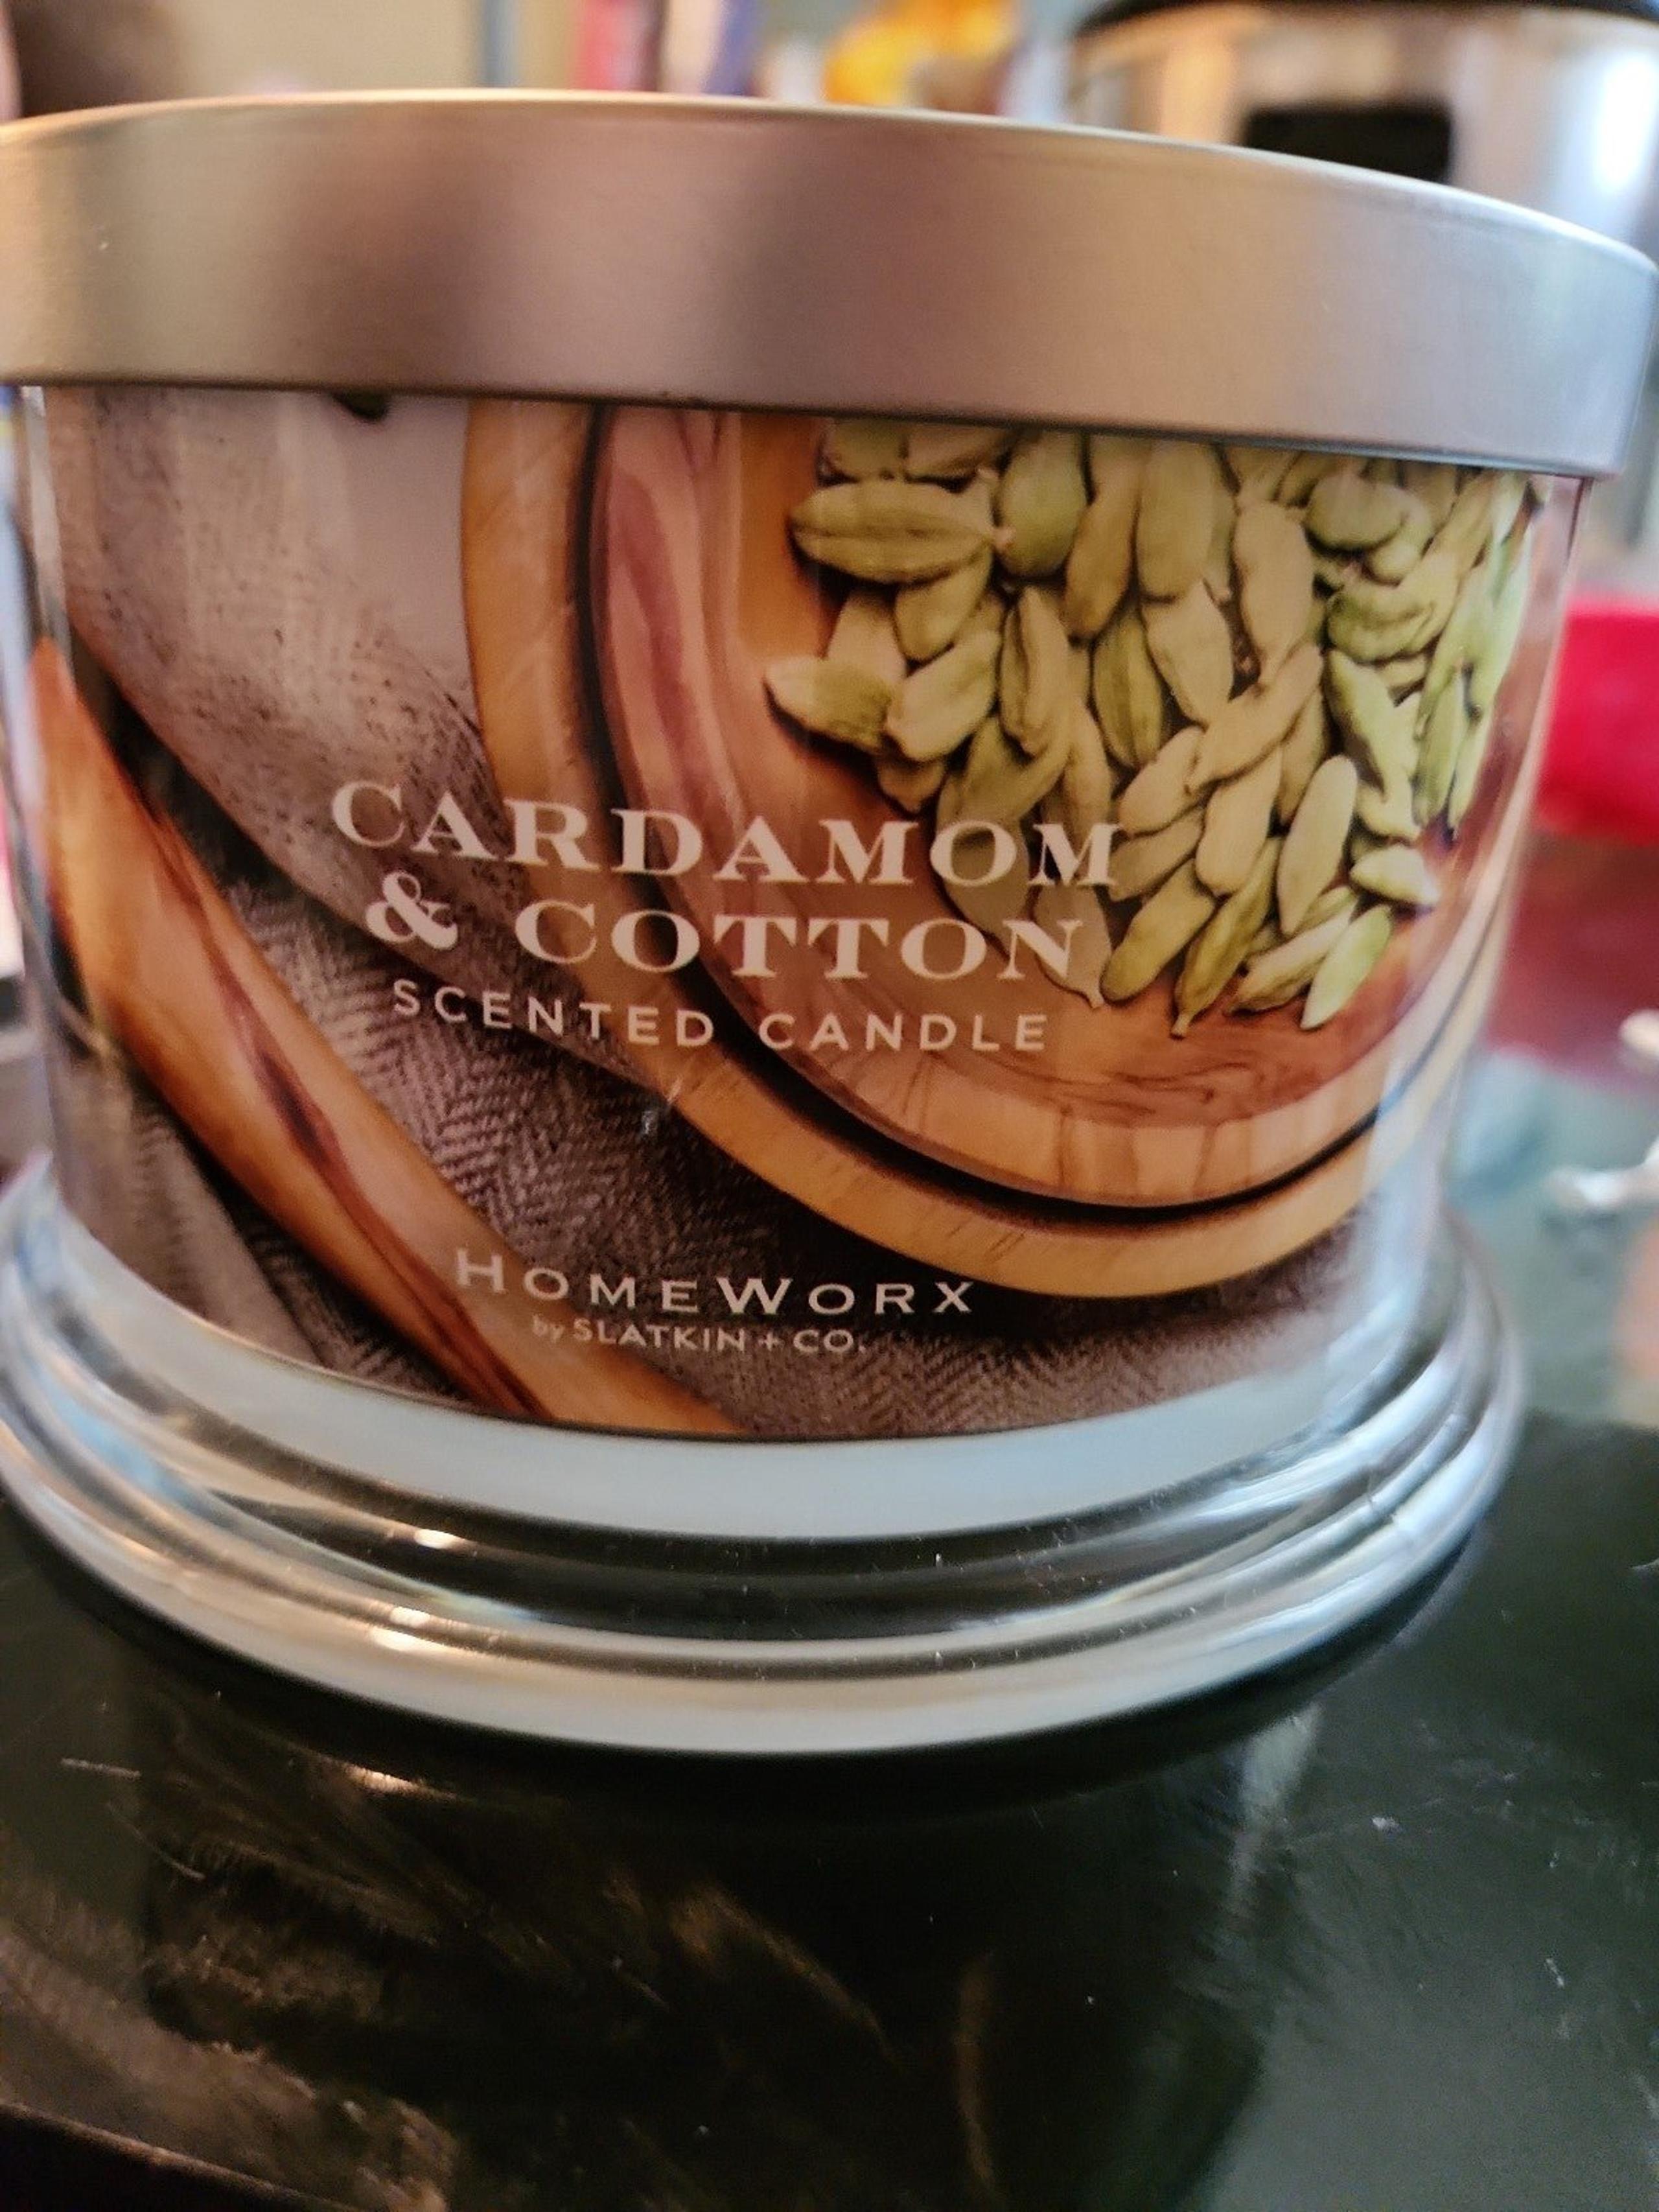 CARDAMOM
& COTTON
SCENTED CANDLE
HOMEWORX
by SLATKIN + CO.